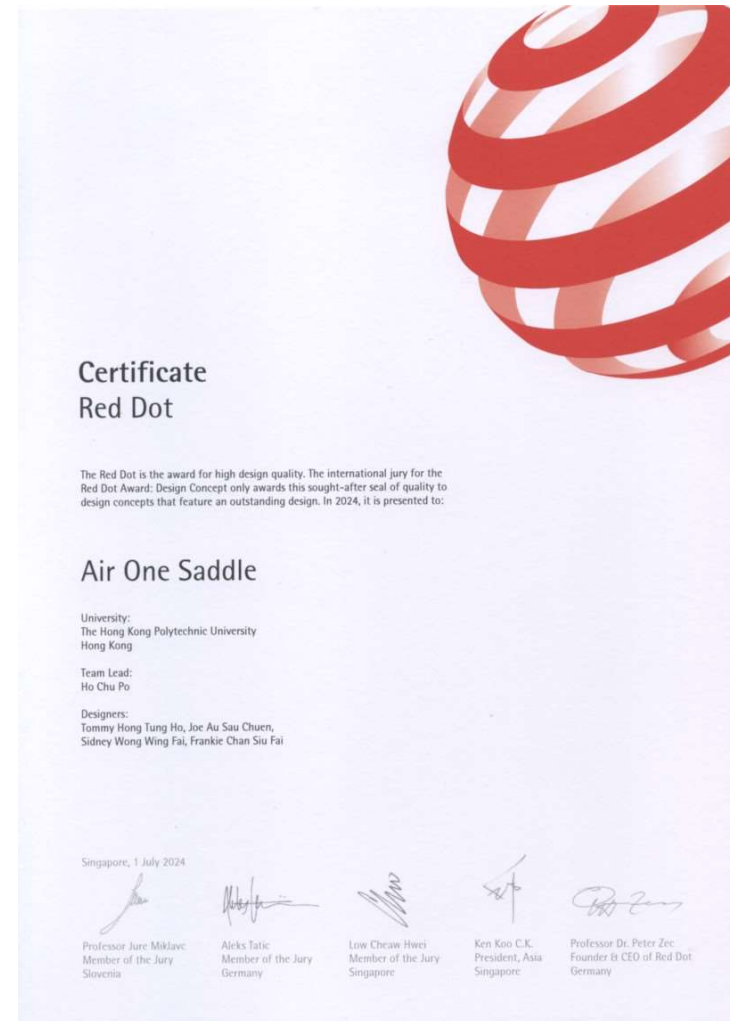 Certificate
Red Dot
The Red Dot is the award for high design quality. The international jury for the
Red Dot Award: Design Concept only awards this sought-after seal of quality to
design concepts that feature an outstanding design. In 2024, it is presented to:
Air One Saddle
University:
The Hong Kong Polytechnic University
Hong Kong
Team Lead:
Ho Chu Po
Designers:
Tommy Hong Tung Ho, Joe Au Sau Chuen,
Sidney Wong Wing Fai, Frankie Chan Siu Fai
Singapore, 1 July 2024
Professor Jure Miklavc
Member of the Jury
Slovenia
Aleks Tatic
Member of the Jury
Germany
Low Cheaw Hwei
Member of the Jury
Singapore
Ken Koo C.K.
President, Asia
Singapore
Professor Dr. Peter Zec
Founder & CEO of Red Dot
Germany